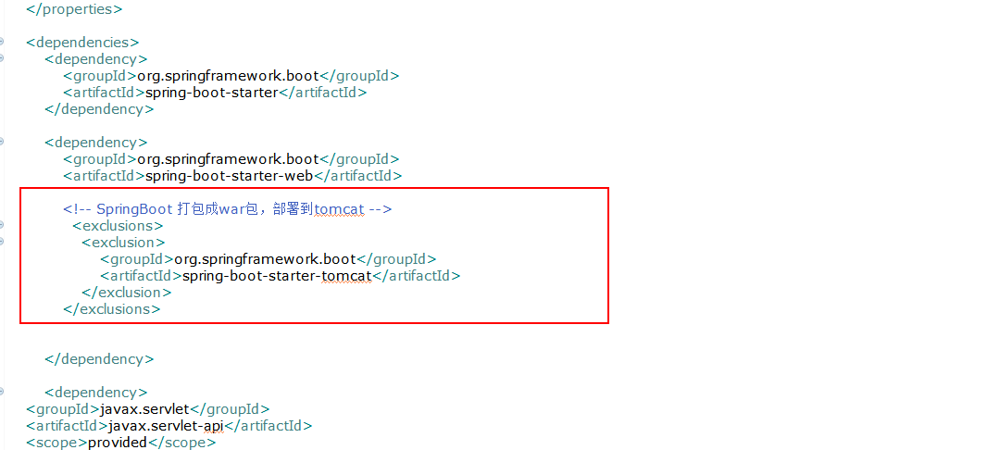 </properties>
<dependencies>
<dependency>
<groupId>org.springframework.boot</groupId>
<artifactId>spring-boot-starter</artifactId>
</dependency>
<dependency>
<groupId>org.springframework.boot</groupId>
<artifactId>spring-boot-starter-web</artifactId>
<!-- SpringBoot 打包成war包，部署到tomcat -->
<exclusions>
<exclusion>
<groupId>org.springframework.boot</groupId>
<artifactId>spring-boot-starter-tomcat</artifactId>
</exclusion>
</exclusions>
</dependency>
<dependency>
<groupId>javax.servlet</groupId>
<artifactId>javax.servlet-api</artifactId>
<scope>provided</scope>